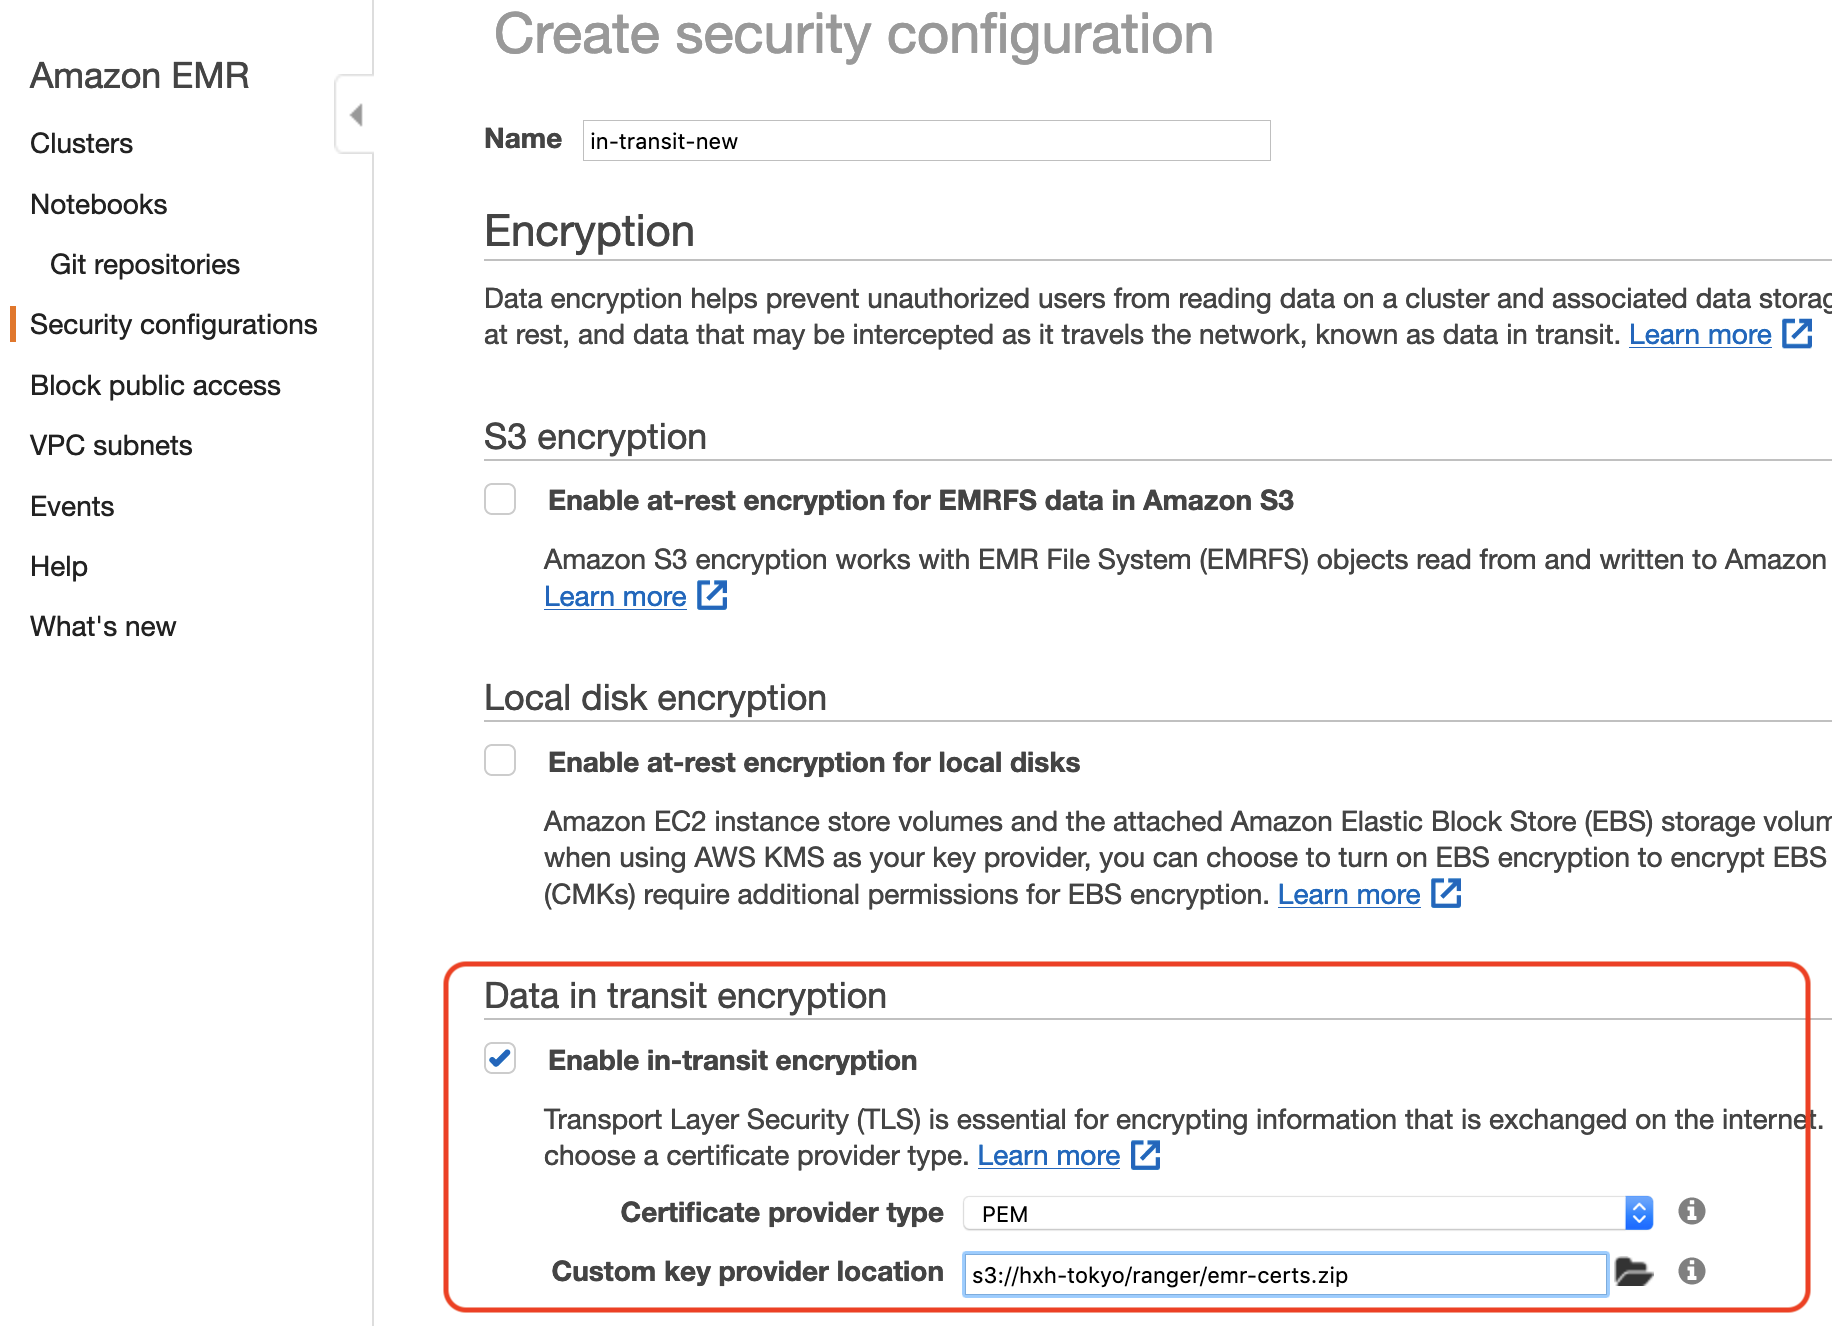 Create security configuration
Amazon EMR
Clusters
Notebooks
Git repositories
Security configurations
Block public access
VPC subnets
Events
Help
What's new
Name in-transit-new
Encryption
Data encryption helps prevent unauthorized users from reading data on a cluster and associated data storag
at rest, and data that may be intercepted as it travels the network, known as data in transit. Learn more
S3 encryption
Enable at-rest encryption for EMRFS data in Amazon S3
Amazon S3 encryption works with EMR File System (EMRFS) objects read from and written to Amazon
Learn more
Local disk encryption
Enable at-rest encryption for local disks
Amazon EC2 instance store volumes and the attached Amazon Elastic Block Store (EBS) storage volum
when using AWS KMS as your key provider, you can choose to turn on EBS encryption to encrypt EBS
(CMKs) require additional permissions for EBS encryption. Learn more
Data in transit encryption
Enable in-transit encryption
Transport Layer Security (TLS) is essential for encrypting information that is exchanged on the internet.
choose a certificate provider type. Learn more
Certificate provider type PEM
Custom key provider location s3://hxh-tokyo/ranger/emr-certs.zip